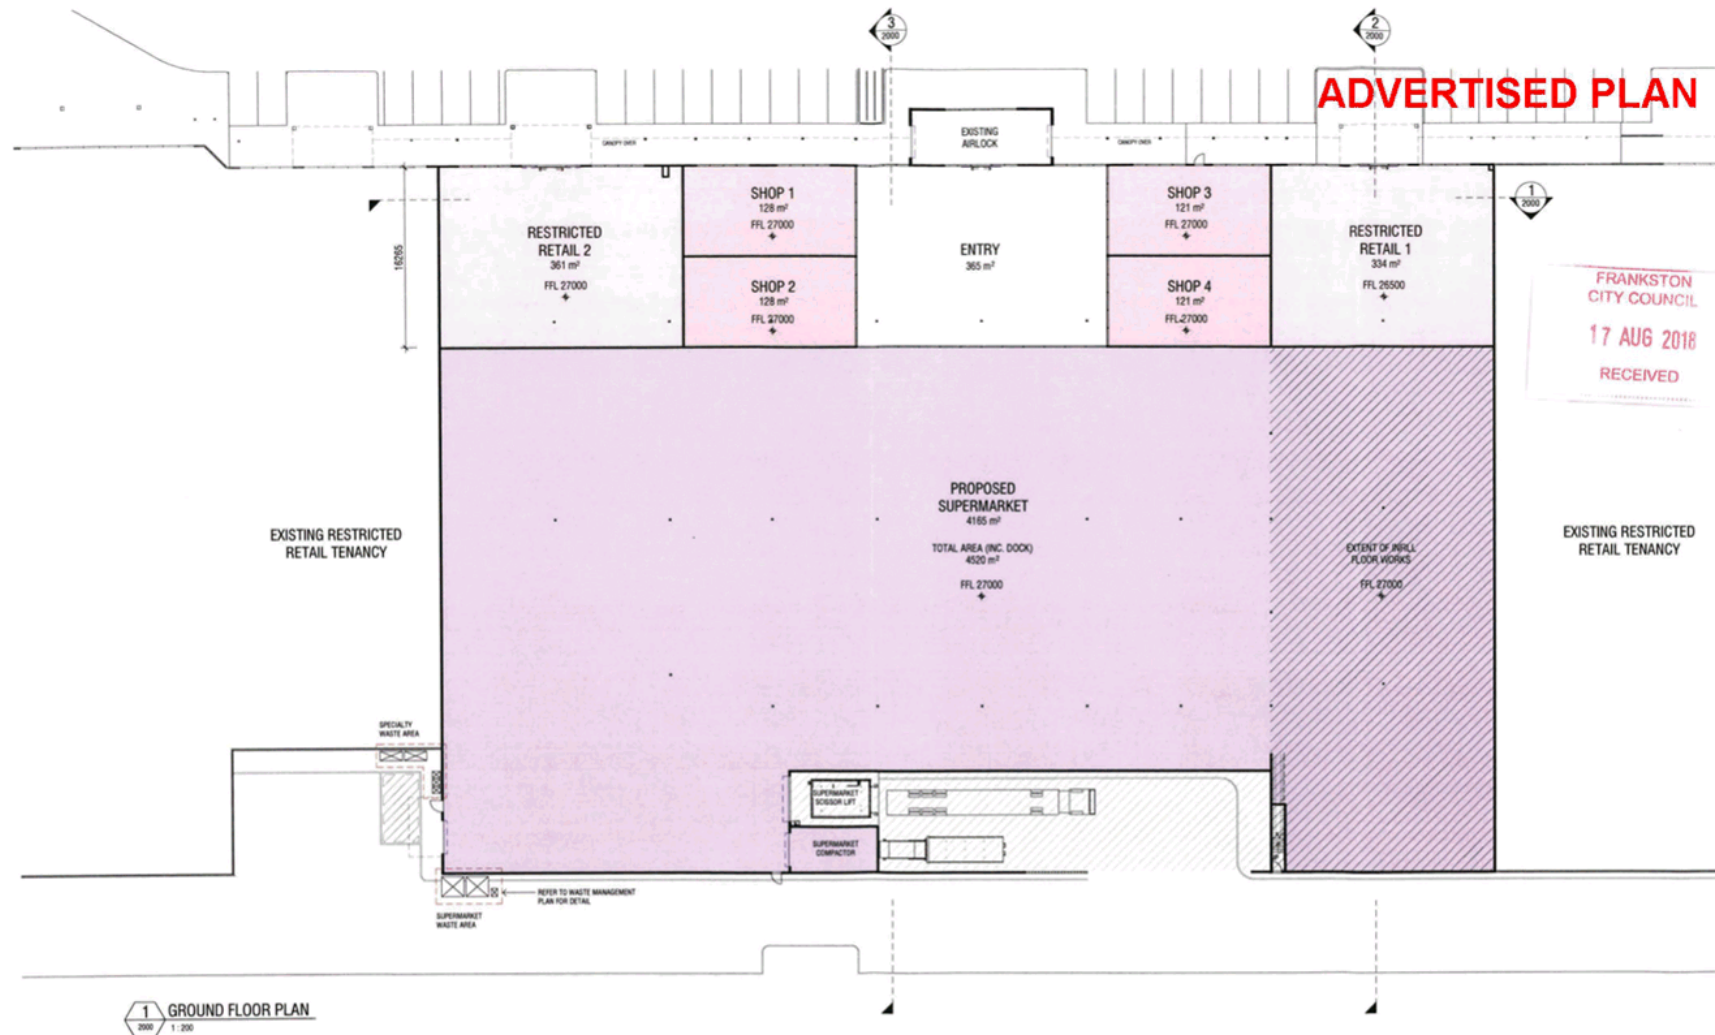 3
2000
2
2000
ADVERTISED PLAN
EXISTING
AIRLOCK
CANOPY OVER
CANOPY OVER
16265
RESTRICTED
RETAIL 2
361 m²
FFL 27000
SHOP 1
128 m²
FFL 27000
SHOP 2
128 m²
FFL 27000
ENTRY
365 m²
SHOP 3
121 m²
FFL 27000
SHOP 4
121 m²
FFL 27000
RESTRICTED
RETAIL 1
334 m²
FFL 26500
1
2000
FRANKSTON
CITY COUNCIL
17 AUG 2018
RECEIVED
EXISTING RESTRICTED
RETAIL TENANCY
PROPOSED
SUPERMARKET
4165 m²
TOTAL AREA (INC. DOCK)
4520 m²
FFL 27000
EXTENT OF INFILL
FLOOR WORKS
FFL 27000
EXISTING RESTRICTED
RETAIL TENANCY
SPECIALTY
WASTE AREA
SUPERMARKET
SCISSOR LIFT
SUPERMARKET
COMPACTOR
REFER TO WASTE MANAGEMENT
PLAN FOR DETAIL
SUPERMARKET
WASTE AREA
1
2000
GROUND FLOOR PLAN
1 : 200